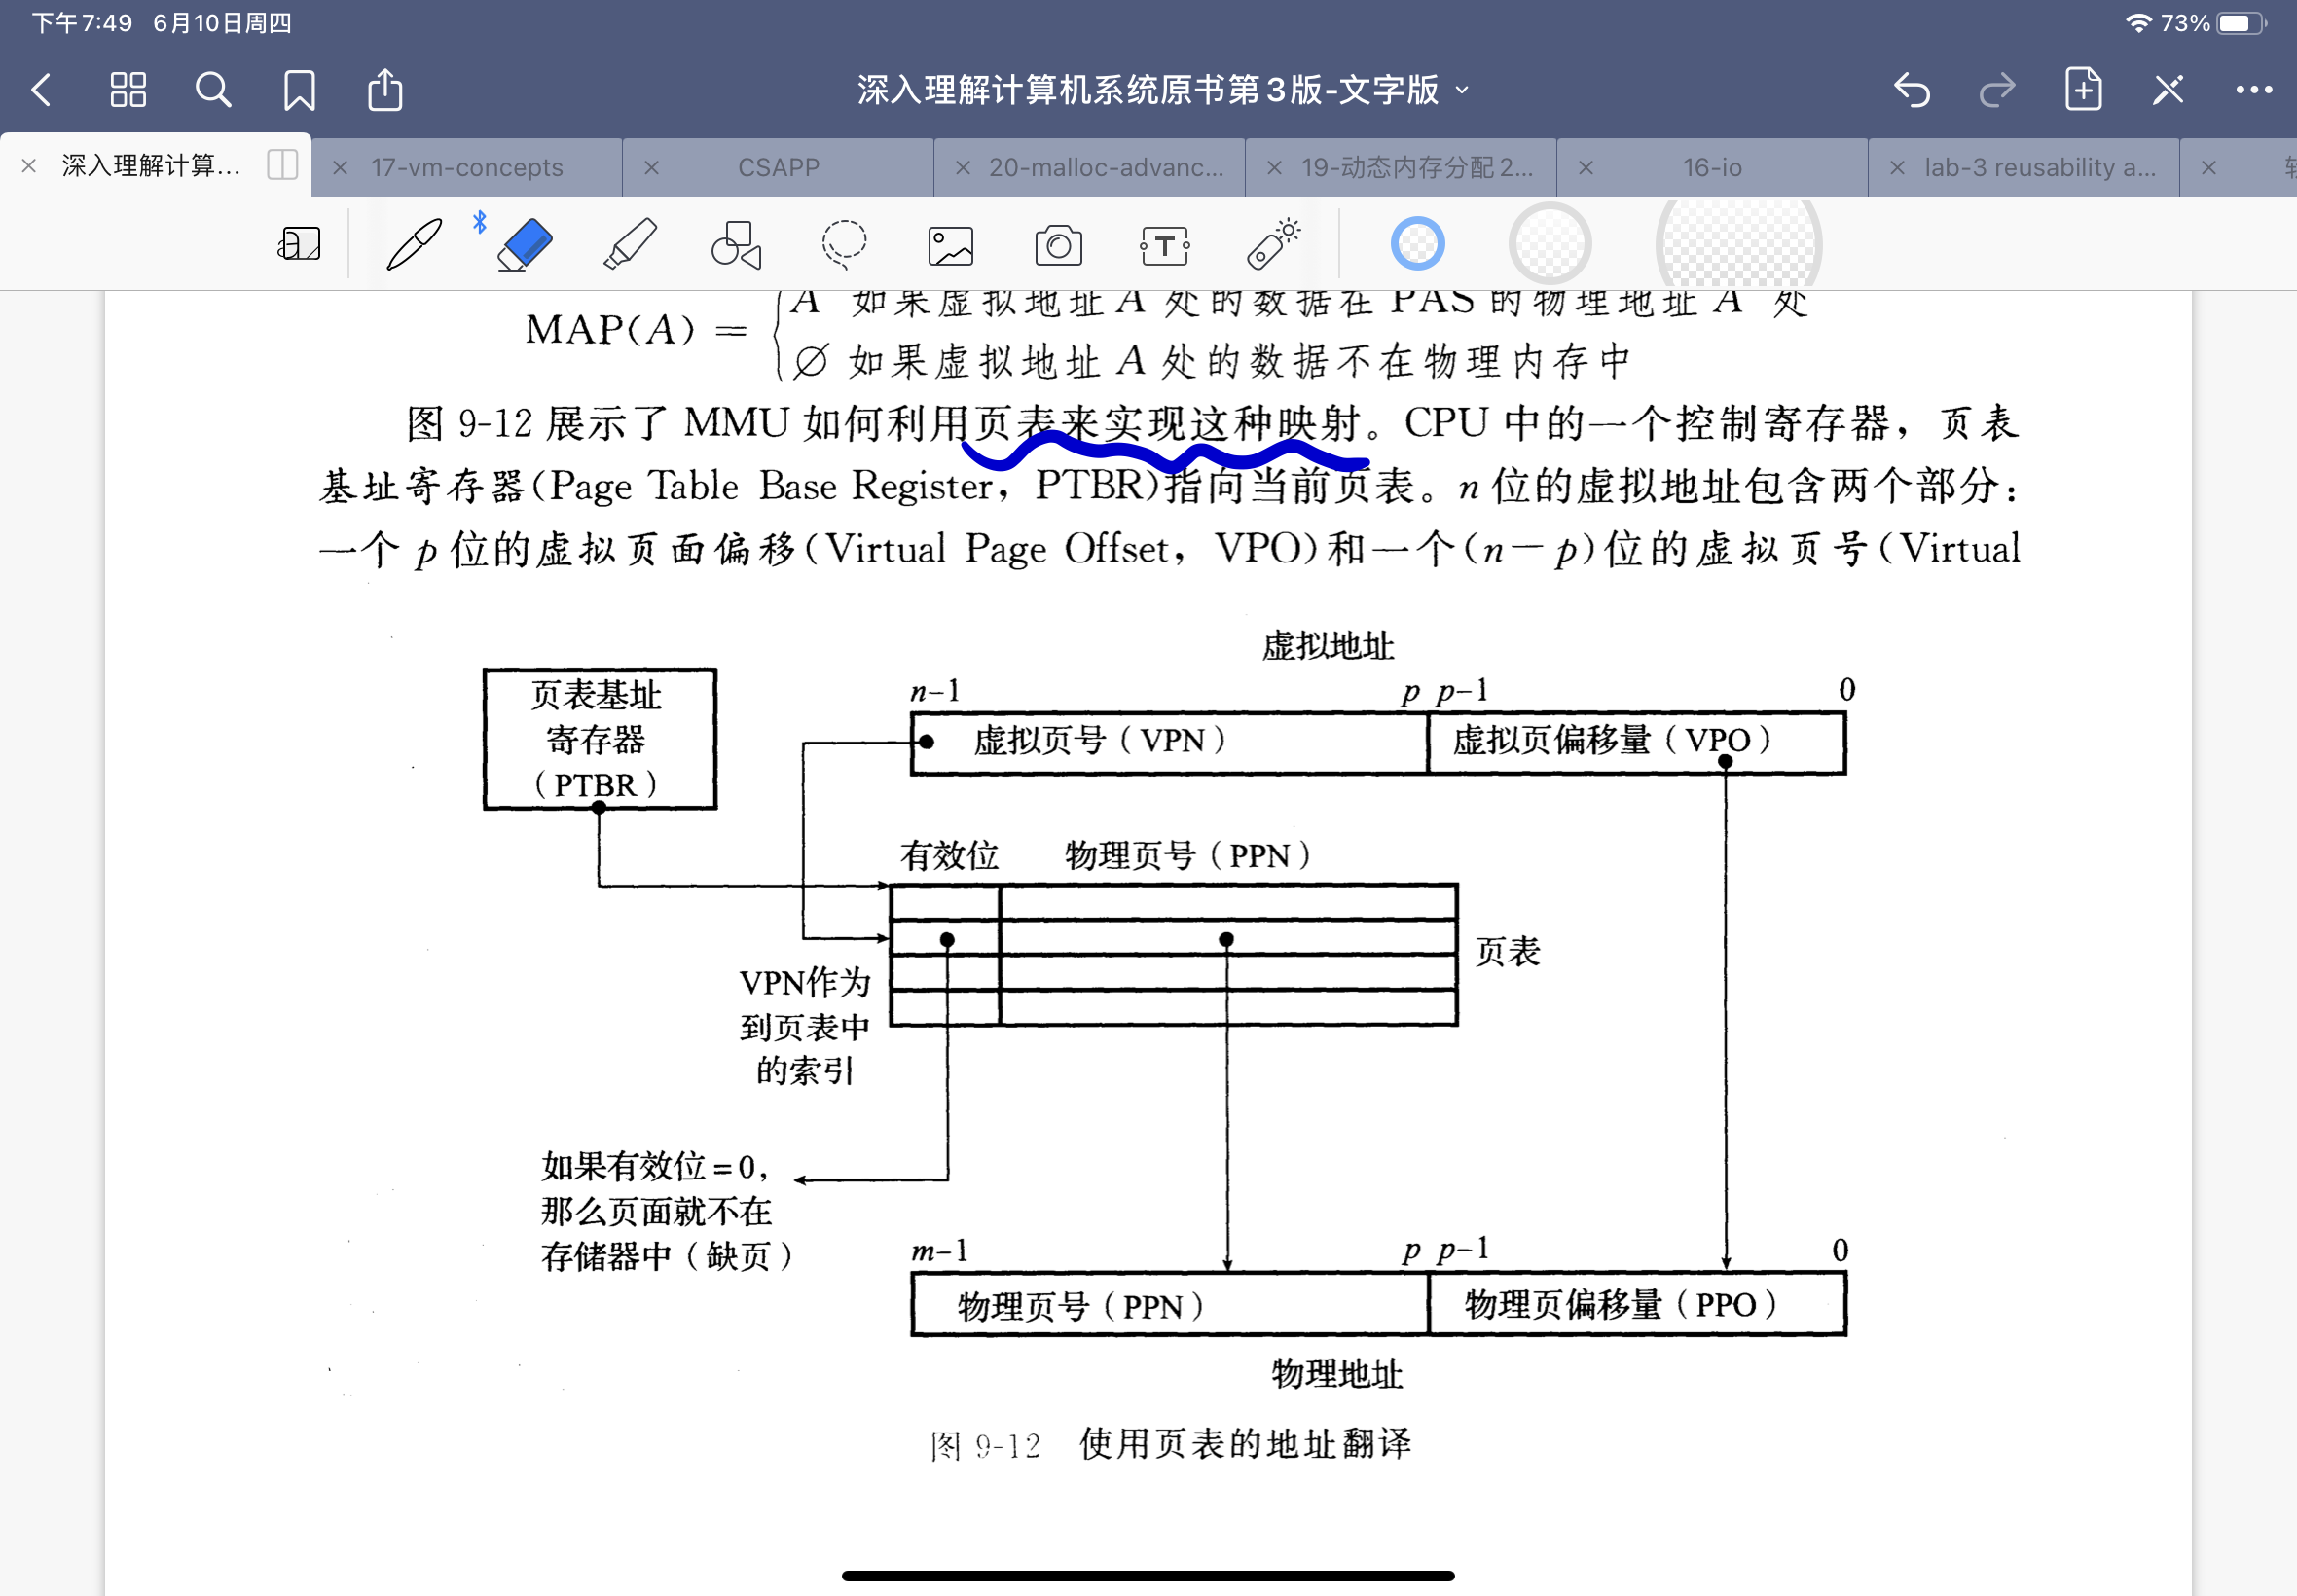 下午7:49 6月10日周四
73%
深入理解计算机系统原书第3版-文字版
深入理解计算...
17-vm-concepts
CSAPP
20-malloc-advanc...
19-动态内存分配2...
16-io
lab-3 reusability a...
MAP(A) = { A 如果虚拟地址 A 处的数据在 PAS 的物理地址 A 处
∅ 如果虚拟地址 A 处的数据不在物理内存中
图 9-12 展示了 MMU 如何利用页表来实现这种映射。CPU 中的一个控制寄存器，页表
基址寄存器(Page Table Base Register，PTBR)指向当前页表。n 位的虚拟地址包含两个部分：
一个 p 位的虚拟页面偏移(Virtual Page Offset，VPO)和一个(n－p)位的虚拟页号(Virtual
虚拟地址
页表基址
寄存器
（PTBR）
n-1 p p-1 0
虚拟页号（VPN） 虚拟页偏移量（VPO）
有效位 物理页号（PPN）
页表
VPN作为
到页表中
的索引
如果有效位=0，
那么页面就不在
存储器中（缺页）
m-1 p p-1 0
物理页号（PPN） 物理页偏移量（PPO）
物理地址
图 9-12 使用页表的地址翻译